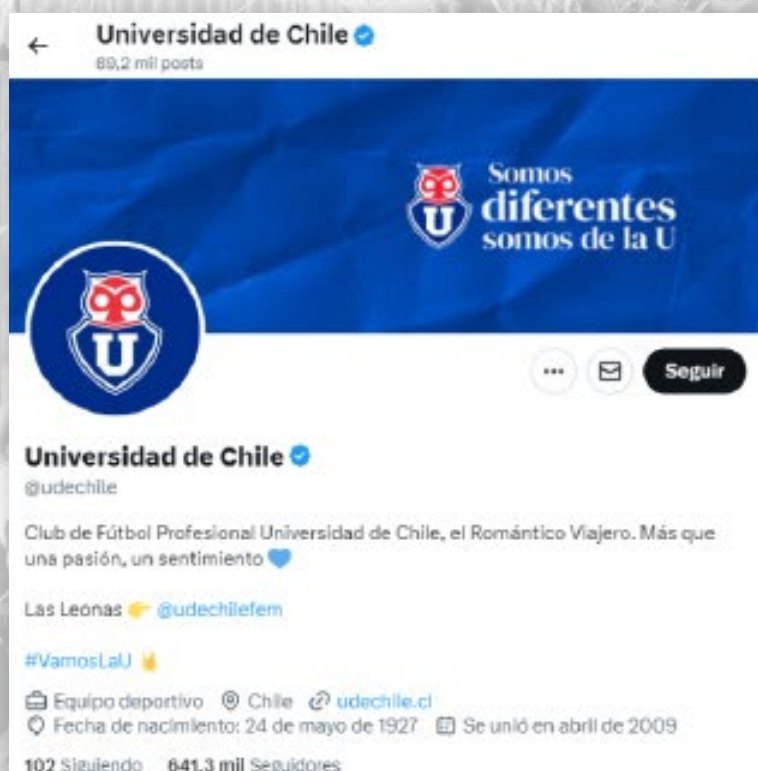 Universidad de Chile
89,2 mil posts
U
Somos
diferentes
somos de la U
U
Seguir
Universidad de Chile
@udechile
Club de Fútbol Profesional Universidad de Chile, el Romántico Viajero. Más que
una pasión, un sentimiento 💙
Las Leonas 👉 @udechilefem
#VamosLaU 🤘
Equipo deportivo Chile udechile.cl
Fecha de nacimiento: 24 de mayo de 1927 Se unió en abril de 2009
102 Siguiendo 641,3 mil Seguidores